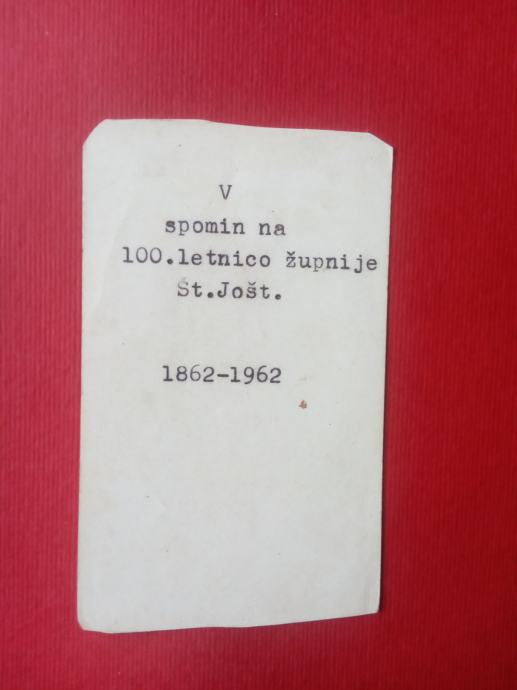 V
spomin na
100.letnico župnije
Št.Jošt.
1862-1962